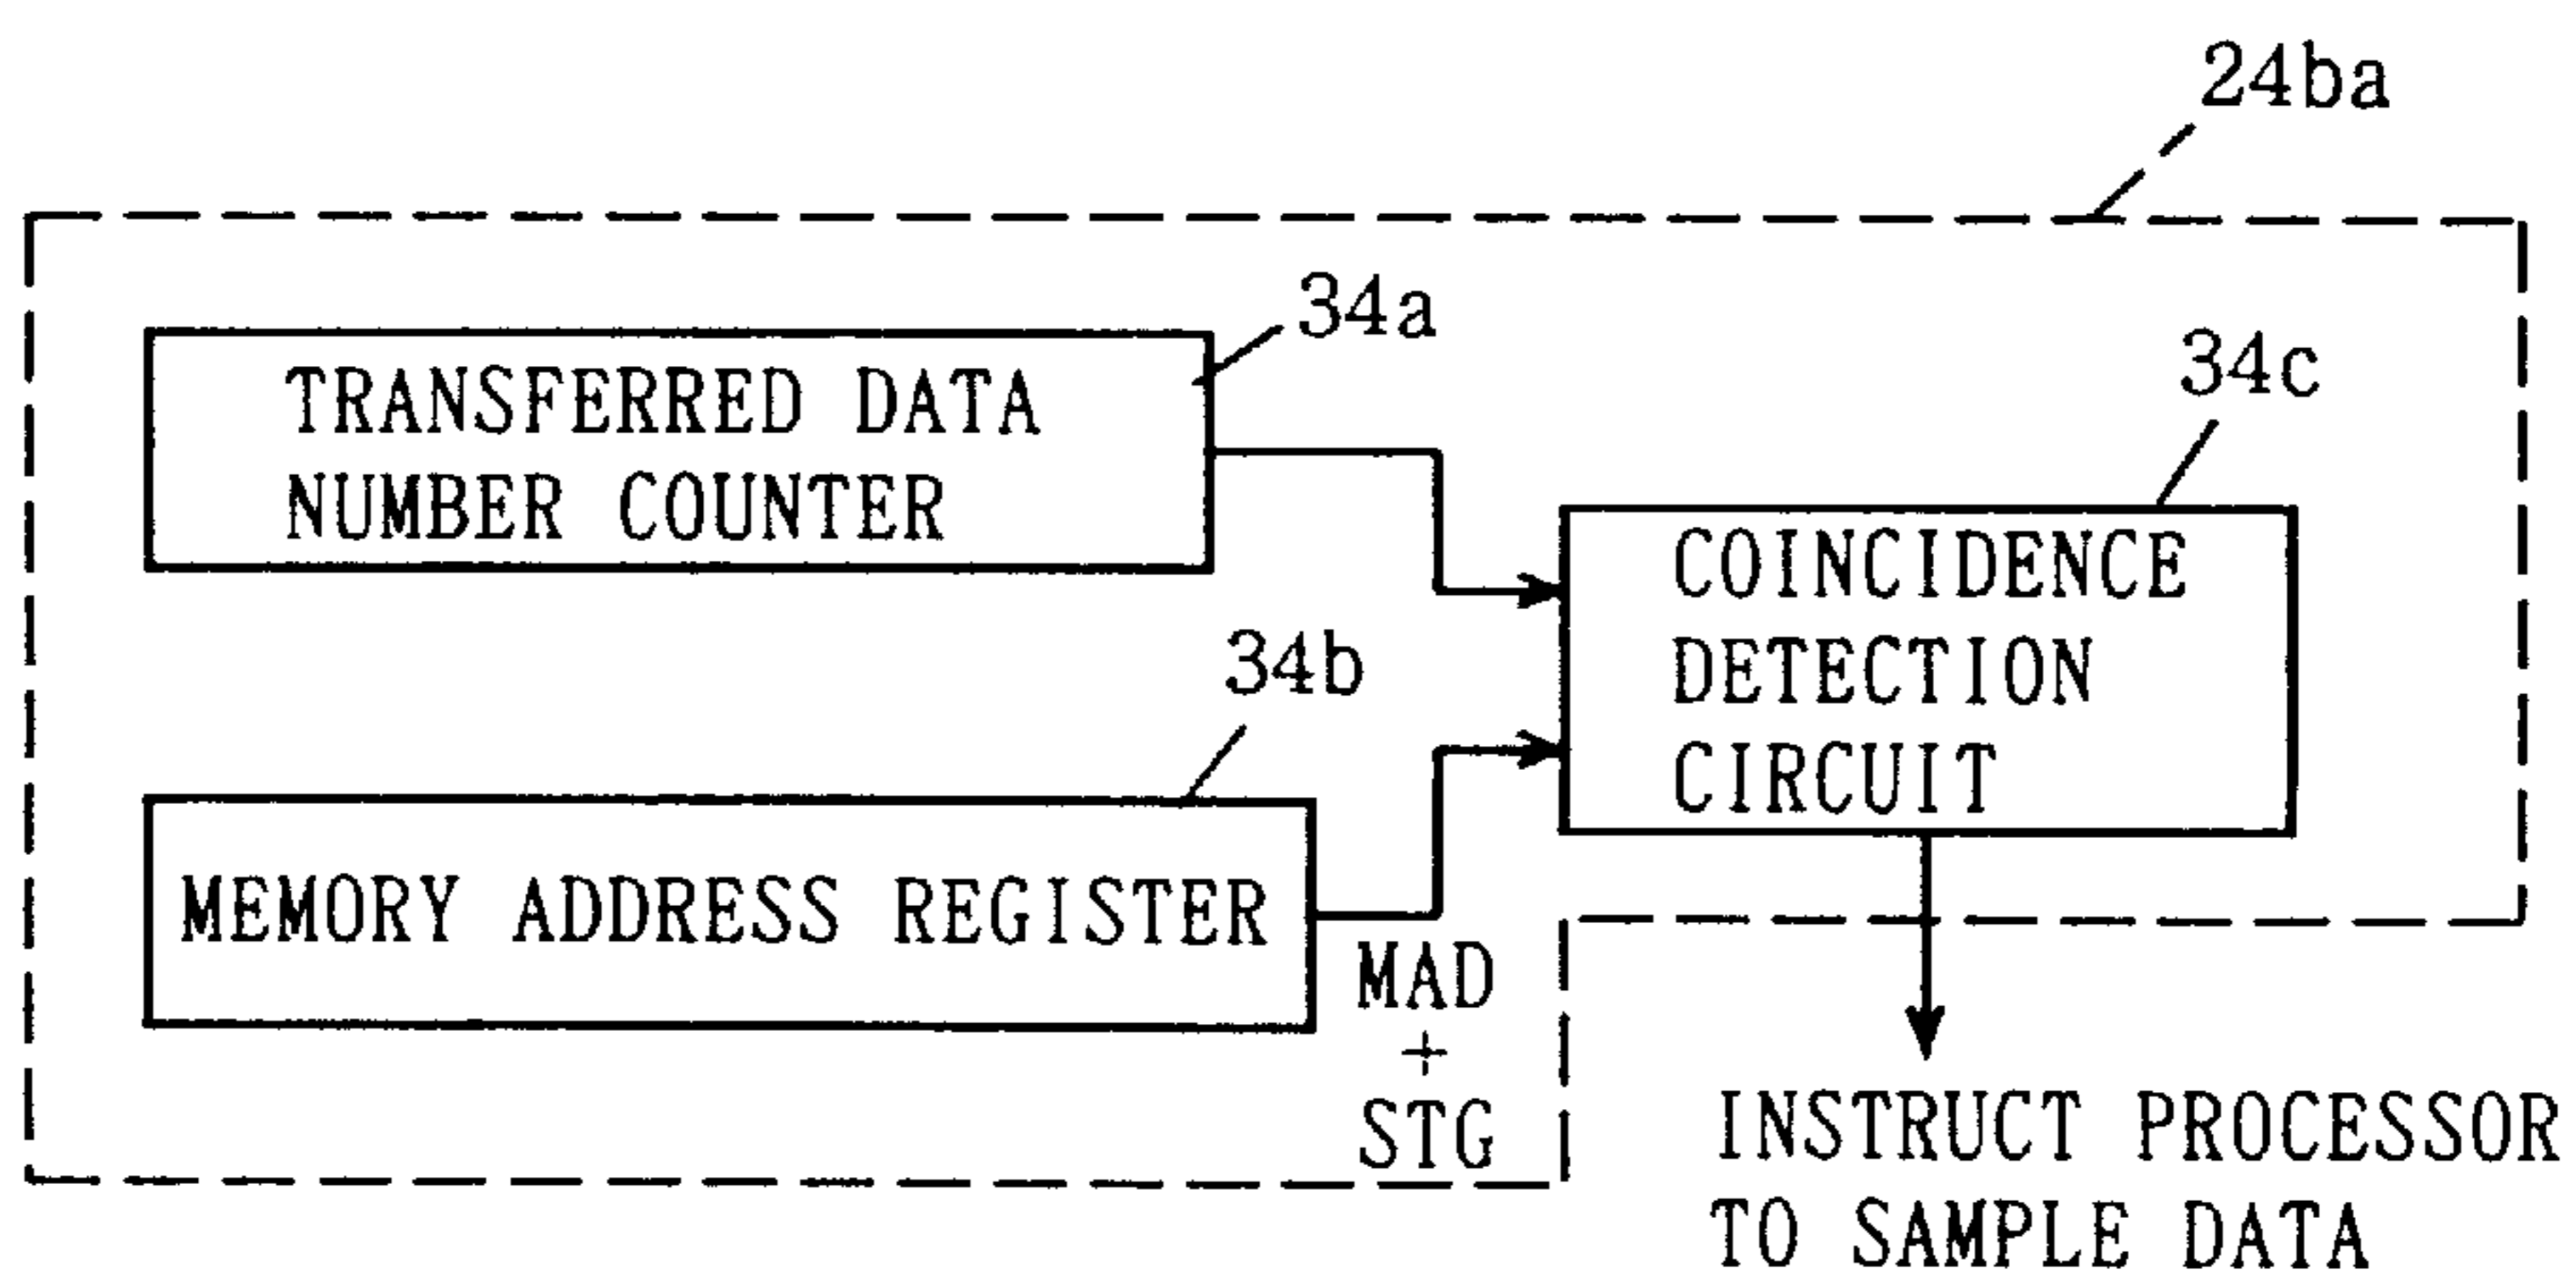 24ba
34a
TRANSFERRED DATA
NUMBER COUNTER
34c
COINCIDENCE
DETECTION
CIRCUIT
34b
MEMORY ADDRESS REGISTER
MAD
+
STG
INSTRUCT PROCESSOR
TO SAMPLE DATA